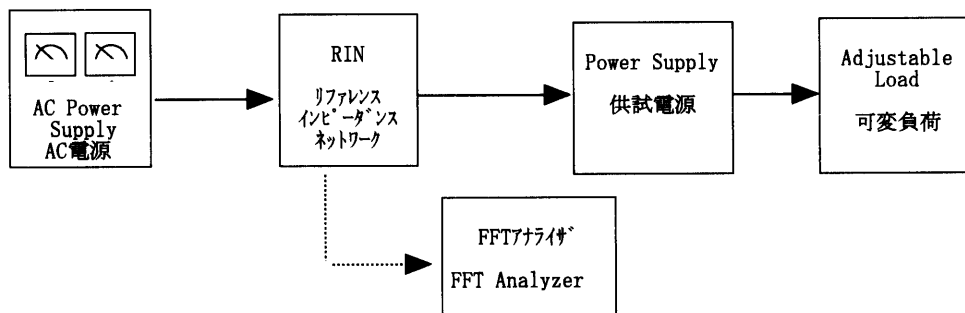 AC Power
Supply
AC電源
RIN
リファレンス
インピーダンス
ネットワーク
Power Supply
供試電源
Adjustable
Load
可変負荷
FFTアナライザ
FFT Analyzer